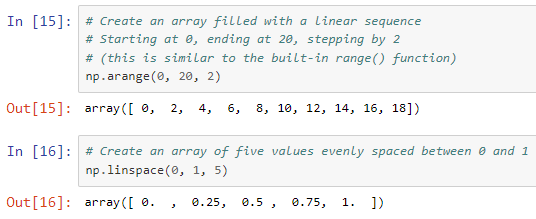 In [15]: # Create an array filled with a linear sequence
# Starting at 0, ending at 20, stepping by 2
# (this is similar to the built-in range() function)
np.arange(0, 20, 2)
Out[15]: array([ 0,  2,  4,  6,  8, 10, 12, 14, 16, 18])
In [16]: # Create an array of five values evenly spaced between 0 and 1
np.linspace(0, 1, 5)
Out[16]: array([ 0.  ,  0.25,  0.5 ,  0.75,  1.  ])